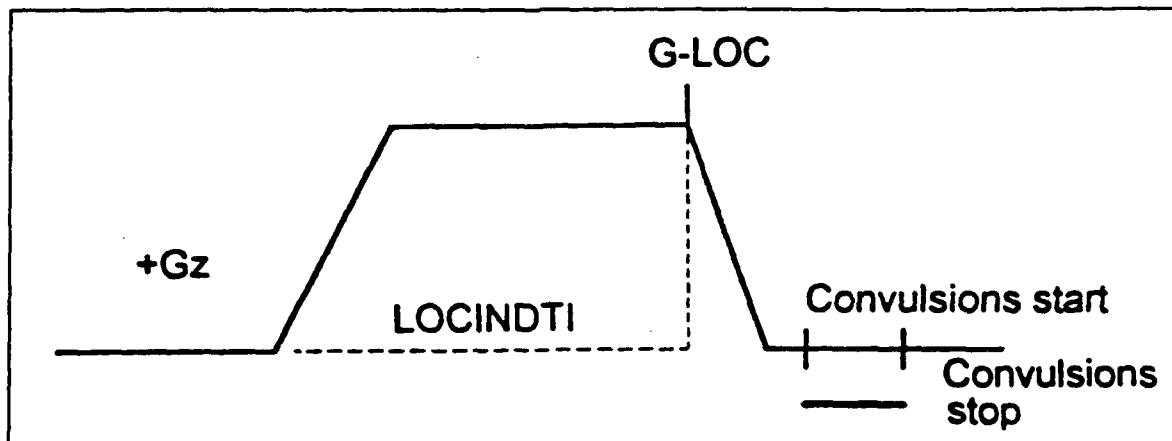 G-LOC
+Gz
LOCINDTI
Convulsions start
Convulsions
stop